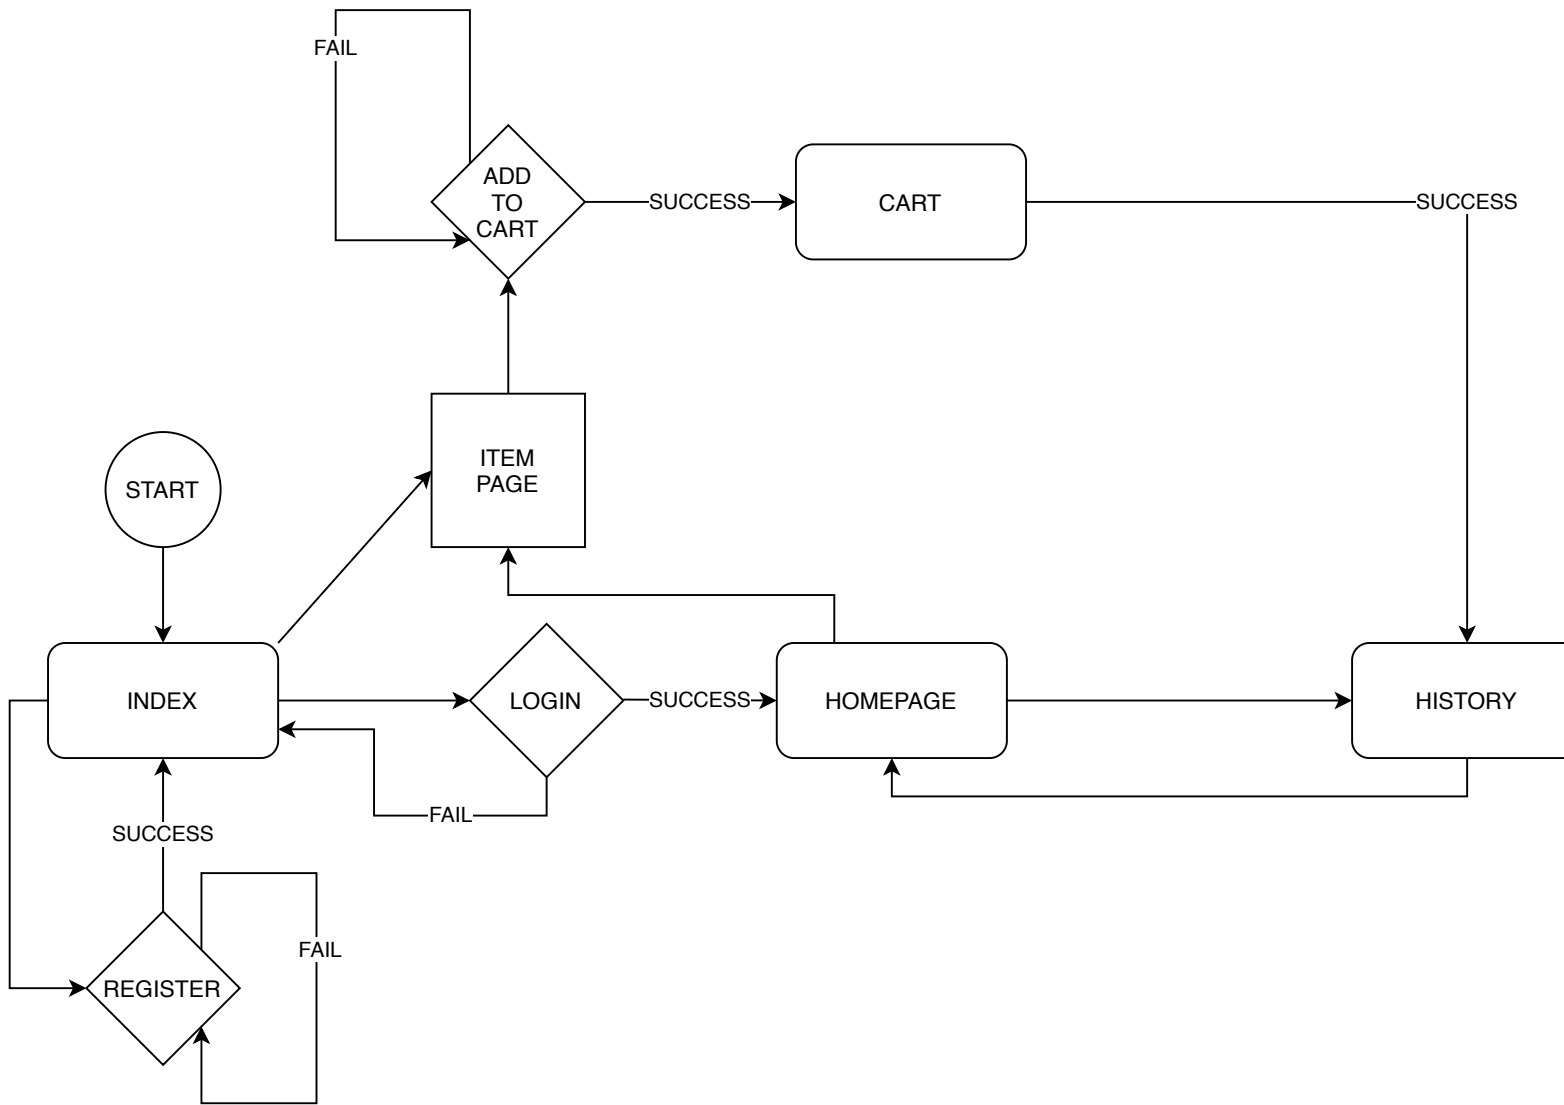 FAIL
ADD
TO
CART
SUCCESS
CART
SUCCESS
ITEM
PAGE
START
INDEX
LOGIN
SUCCESS
HOMEPAGE
HISTORY
FAIL
SUCCESS
FAIL
REGISTER